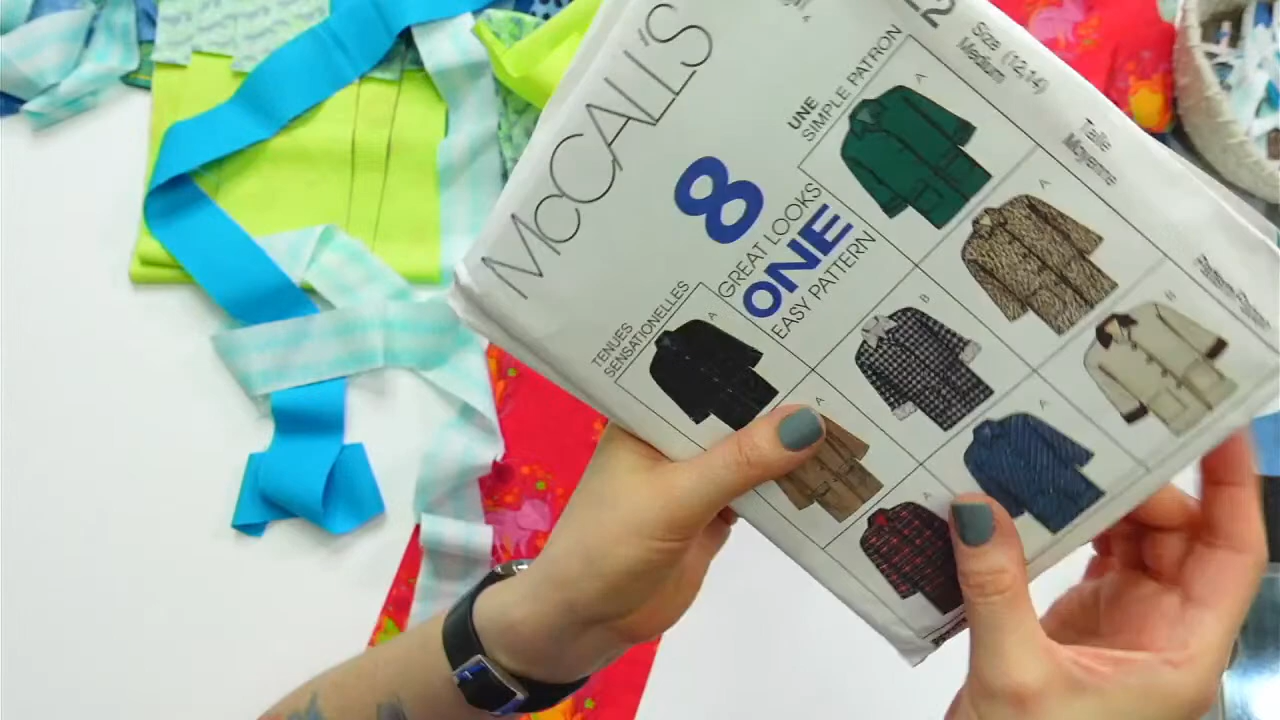 McCALL'S
8
GREAT LOOKS
ONE
EASY PATTERN
UNE
SIMPLE PATRON
TENUES
SENSATIONELLES
Size (12,14)
Medium
Taille
Moyenne
A
A
A
B
B
A
A
A